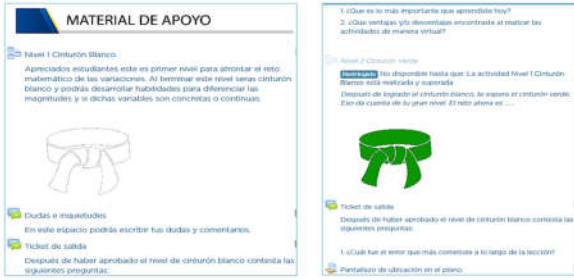 MATERIAL DE APOYO
Nivel 1 Cinturón Blanco
Apreciados estudiantes este es primer nivel para afrontar el reto
matemático de las variaciones. Al terminar este nivel seras cinturón
blanco y podrás desarrollar habilidades para diferenciar las
magnitudes y si dichas variables son concretas o continuas.
Dudas e inquietudes
En este espacio podrás escribir tus dudas y comentarios.
Ticket de salida
Después de haber aprobado el nivel de cinturón blanco contesta las
siguientes preguntas:
1. ¿Que es lo más importante que aprendiste hoy?
2. ¿Que ventajas y/o desventajas encontraste al realizar las
actividades de manera virtual?
Nivel 2 Cinturón Verde
Restringido No disponible hasta que: La actividad Nivel 1 Cinturón
Blanco está realizada y superada
Después de logrado el cinturón blanco, te espera el cinturón verde.
Eso da cuenta de tu gran nivel. El reto ahora es .....
Ticket de salida
Después de haber aprobado el nivel de cinturón blanco contesta las
siguientes preguntas:
1. ¿Cuál fue el error que más cometiste a lo largo de la lección?
Pantallazo de ubicación en el plano.